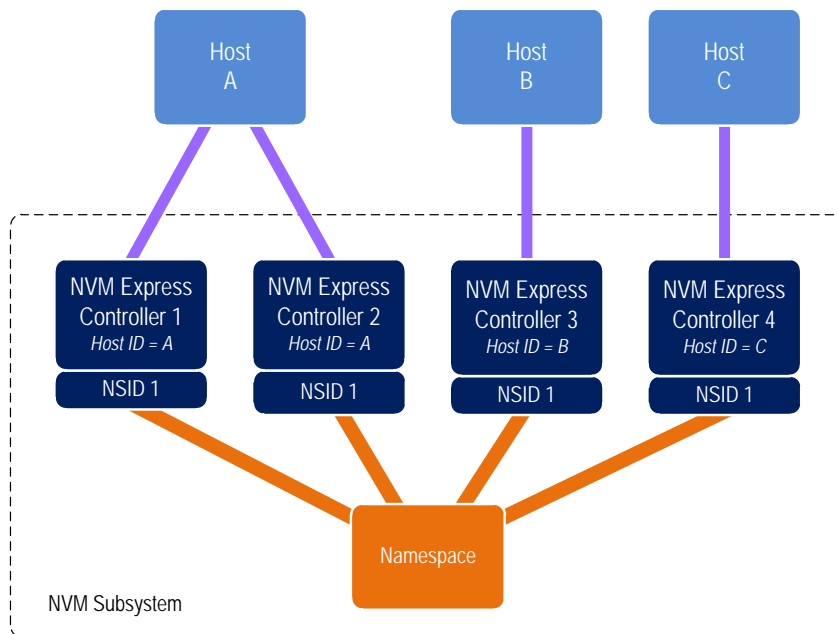 Host
A
Host
B
Host
C
NVM Express
Controller 1
Host ID = A
NSID 1
NVM Express
Controller 2
Host ID = A
NSID 1
NVM Express
Controller 3
Host ID = B
NSID 1
NVM Express
Controller 4
Host ID = C
NSID 1
Namespace
NVM Subsystem